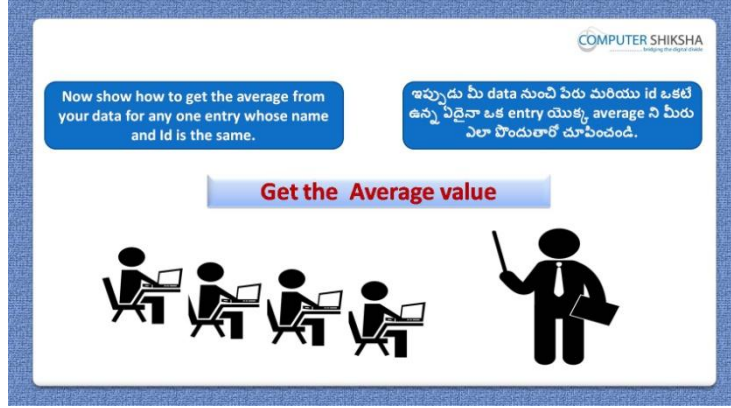 COMPUTER SHIKSHA
bridging the digital divide
Now show how to get the average from
your data for any one entry whose name
and Id is the same.
ఇప్పుడు మీ data నుంచి పేరు మరియు id ఒకటే
ఉన్న ఏదైనా ఒక entry యొక్క average ని మీరు
ఎలా పొందుతారో చూపించండి.
Get the Average value